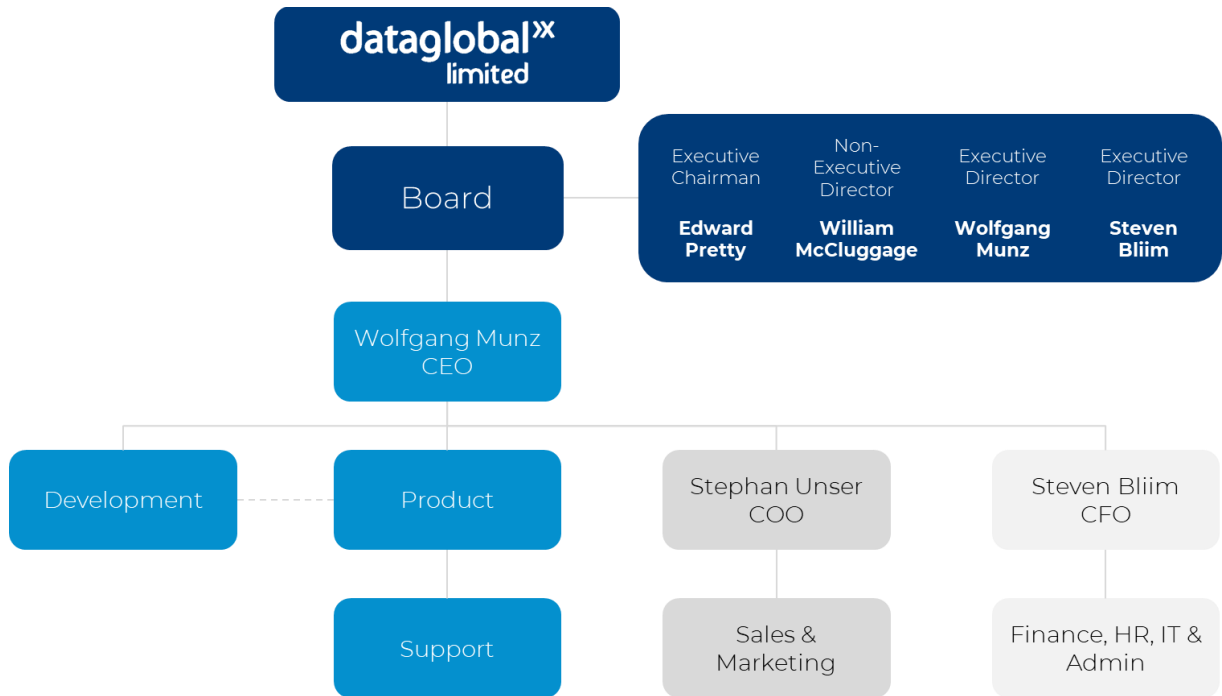 dataglobal
limited
Executive
Chairman
Edward
Pretty
Non-
Executive
Director
William
McCluggage
Executive
Director
Wolfgang
Munz
Executive
Director
Steven
Bliim
Board
Wolfgang Munz
CEO
Development
Product
Stephan Unser
COO
Steven Bliim
CFO
Support
Sales &
Marketing
Finance, HR, IT &
Admin